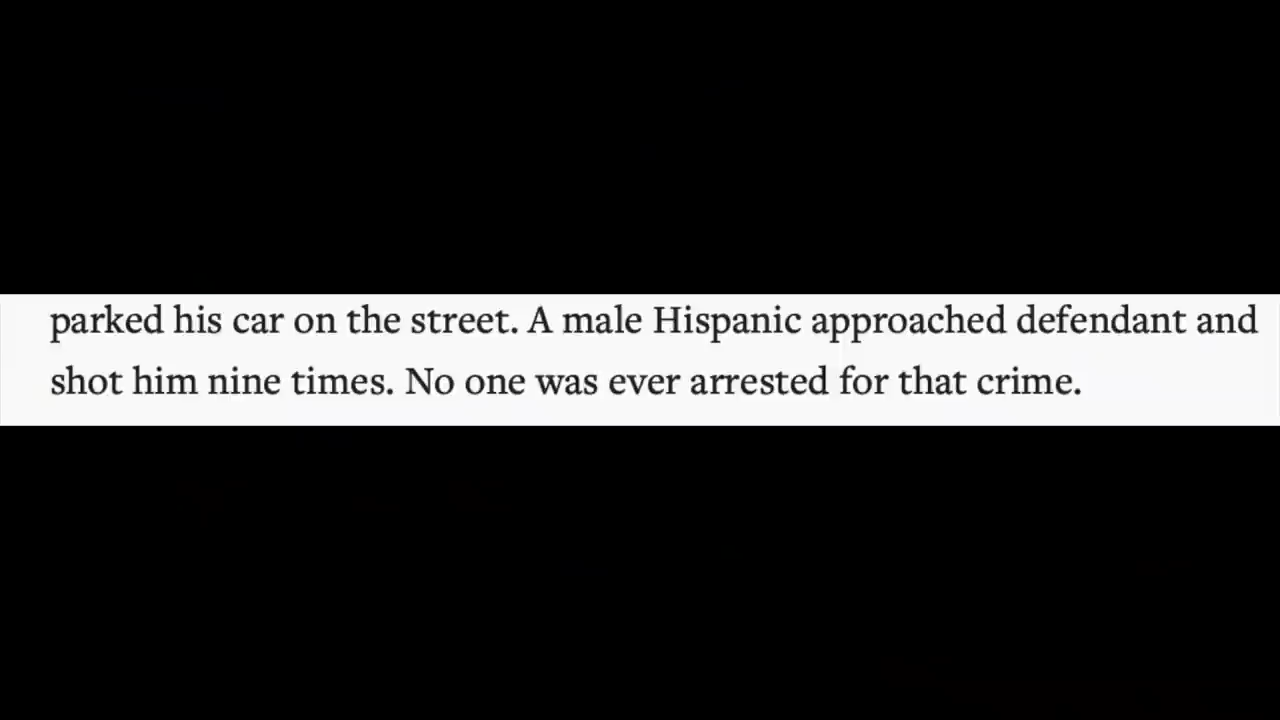 parked his car on the street. A male Hispanic approached defendant and
shot him nine times. No one was ever arrested for that crime.